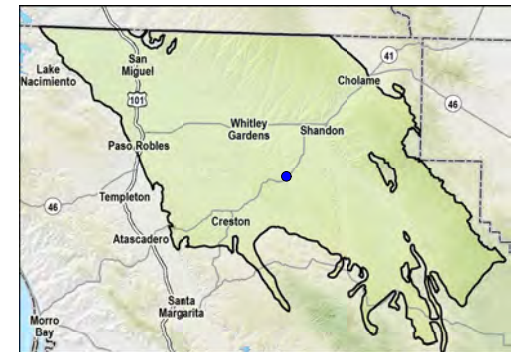 San
Miguel
Lake
Nacimiento
41
Cholame
101
46
Whitley
Gardens
Shandon
Paso Robles
Templeton
46
Creston
Atascadero
Santa
Margarita
Morro
Bay